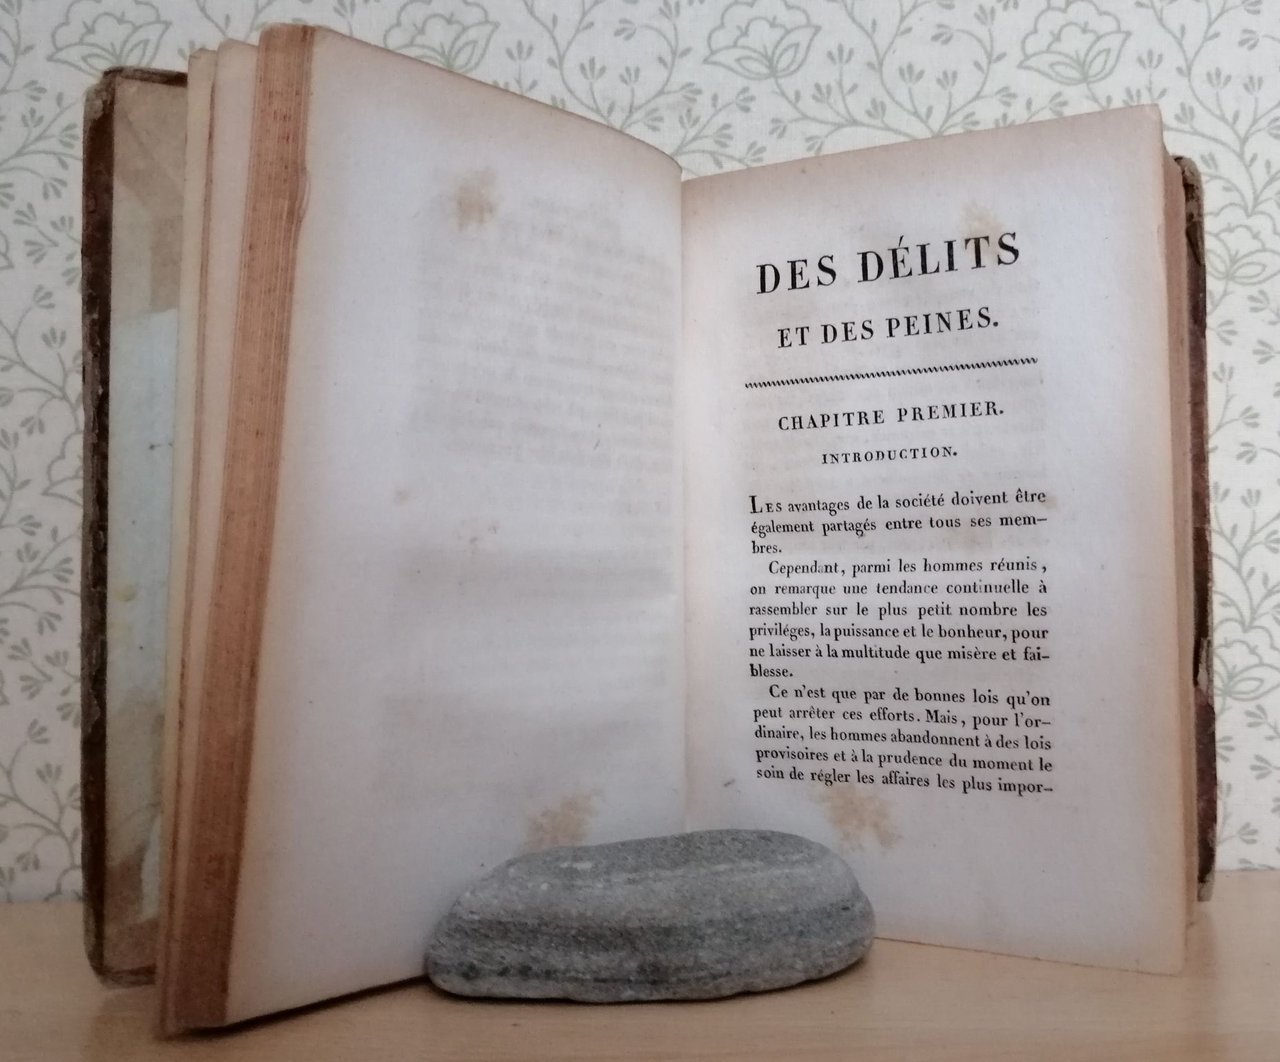 DES DÉLITS
ET DES PEINES.
CHAPITRE PREMIER.
INTRODUCTION.
LES avantages de la société doivent être
également partagés entre tous ses mem-
bres.
Cependant, parmi les hommes réunis,
on remarque une tendance continuelle à
rassembler sur le plus petit nombre les
priviléges, la puissance et le bonheur, pour
ne laisser à la multitude que misère et fai-
blesse.
Ce n'est que par de bonnes lois qu'on
peut arrêter ces efforts. Mais, pour l'or-
dinaire, les hommes abandonnent à des lois
provisoires et à la prudence du moment le
soin de régler les affaires les plus impor-